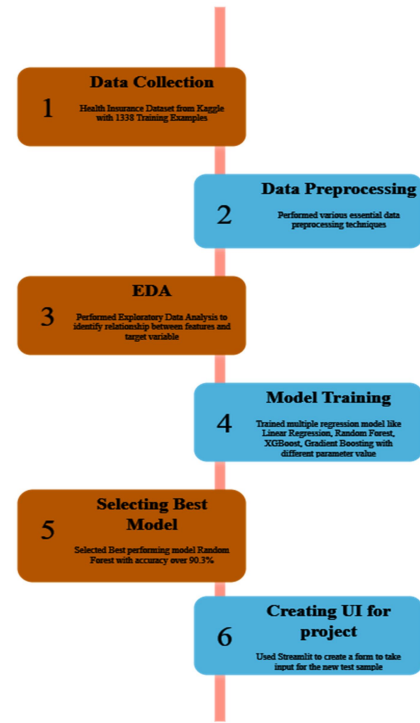 Data Collection
1
Health Insurance Dataset from Kaggle
with 1338 Training Examples
Data Preprocessing
2
Performed various essential data
preprocessing techniques
EDA
3
Performed Exploratory Data Analysis to
identify relationship between features and
target variable
Model Training
4
Trained multiple regression model like
Linear Regression, Random Forest,
XGBoost, Gradient Boosting with
different parameter value
Selecting Best
Model
5
Selected Best performing model Random
Forest with accuracy over 90.3%
Creating UI for
project
6
Used Streamlit to create a form to take
input for the new test sample